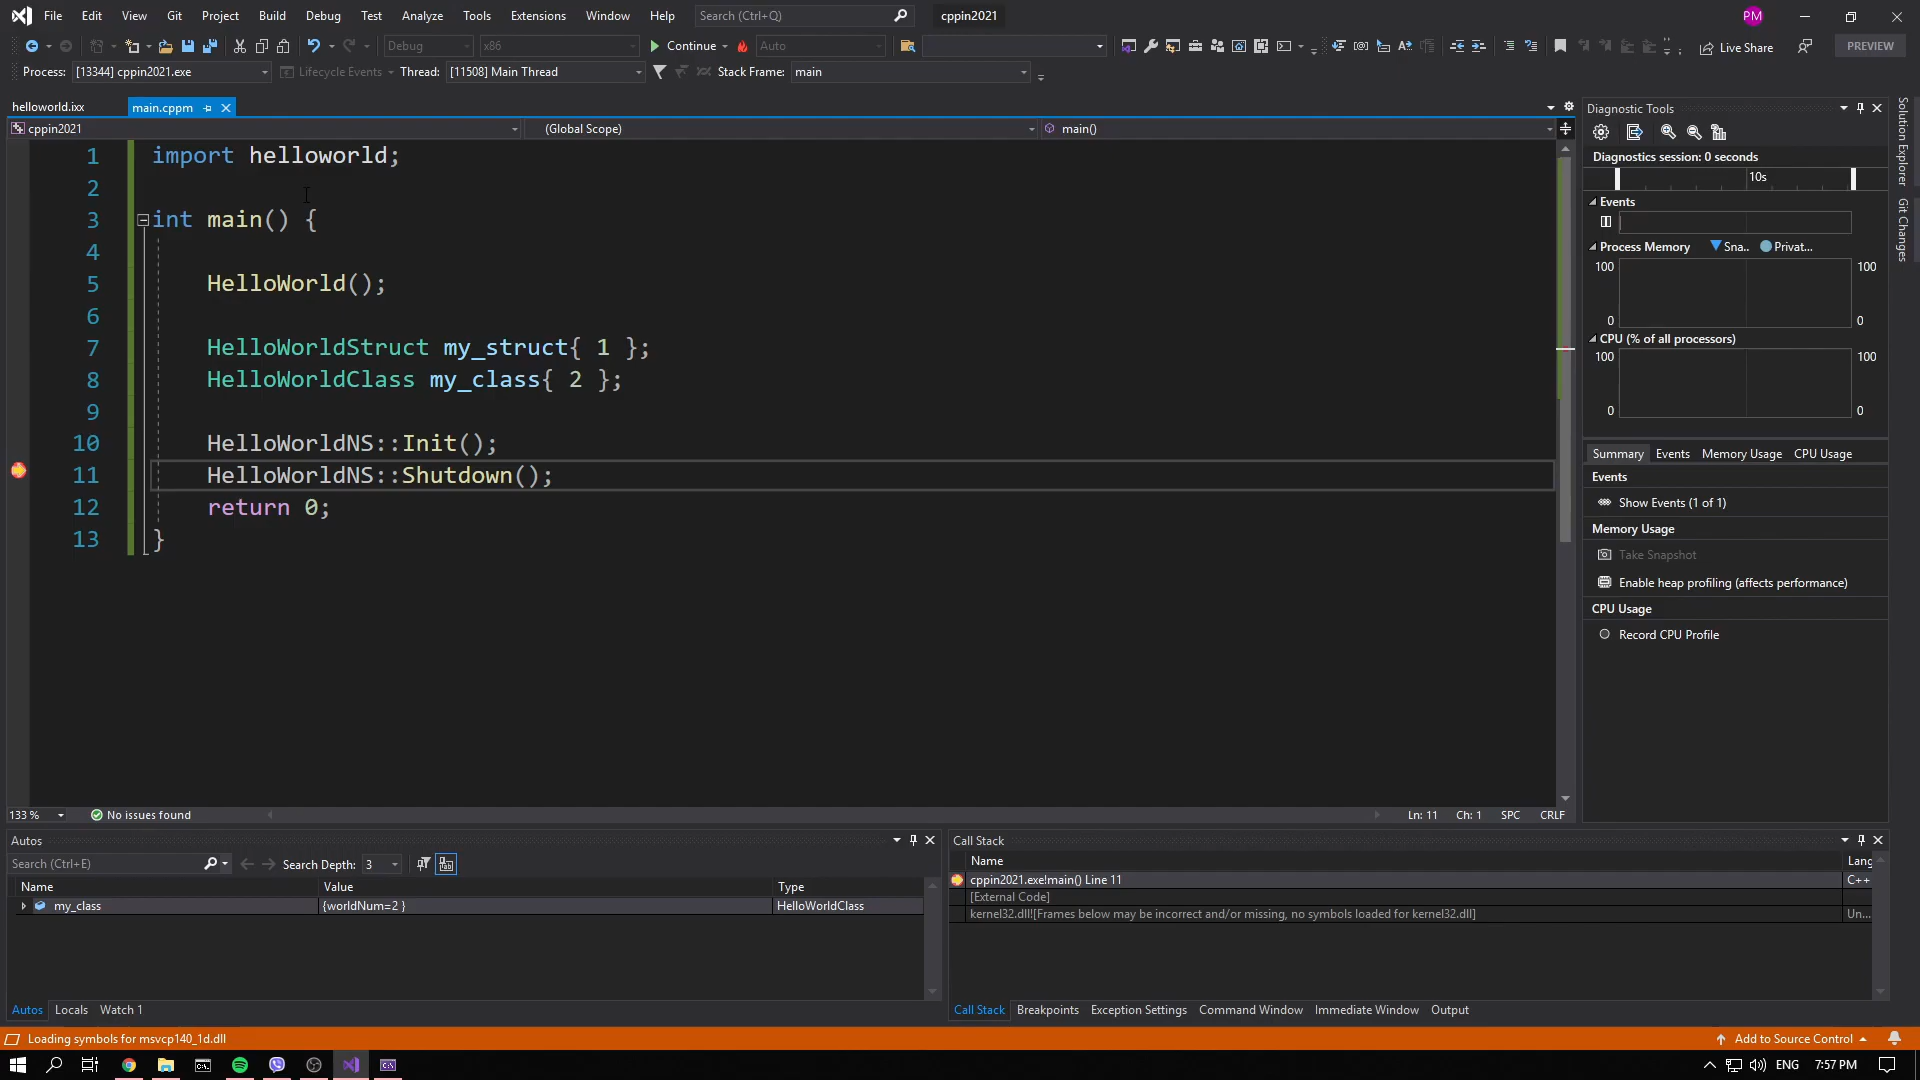 File Edit View Git Project Build Debug Test Analyze Tools Extensions Window Help Search (Ctrl+Q) cppin2021 PM
Debug x86 Continue Auto Live Share PREVIEW
Process: [13344] cppin2021.exe Lifecycle Events Thread: [11508] Main Thread Stack Frame: main
helloworld.ixx main.cppm
cppin2021 (Global Scope) main()
1 import helloworld;
2
3 int main() {
4
5 HelloWorld();
6
7 HelloWorldStruct my_struct{ 1 };
8 HelloWorldClass my_class{ 2 };
9
10 HelloWorldNS::Init();
11 HelloWorldNS::Shutdown();
12 return 0;
13 }
133 % No issues found Ln: 11 Ch: 1 SPC CRLF
Diagnostic Tools
Diagnostics session: 0 seconds
10s
Events
Process Memory Sna.. Privat...
100 100
0 0
CPU (% of all processors)
100 100
0 0
Summary Events Memory Usage CPU Usage
Events
Show Events (1 of 1)
Memory Usage
Take Snapshot
Enable heap profiling (affects performance)
CPU Usage
Record CPU Profile
Solution Explorer
Git Changes
Autos
Search (Ctrl+E) Search Depth: 3
Name Value Type
my_class {worldNum=2 } HelloWorldClass
Autos Locals Watch 1
Call Stack
Name Lang
cppin2021.exe!main() Line 11 C++
[External Code]
kernel32.dll![Frames below may be incorrect and/or missing, no symbols loaded for kernel32.dll] Un...
Call Stack Breakpoints Exception Settings Command Window Immediate Window Output
Loading symbols for msvcp140_1d.dll Add to Source Control
ENG 7:57 PM